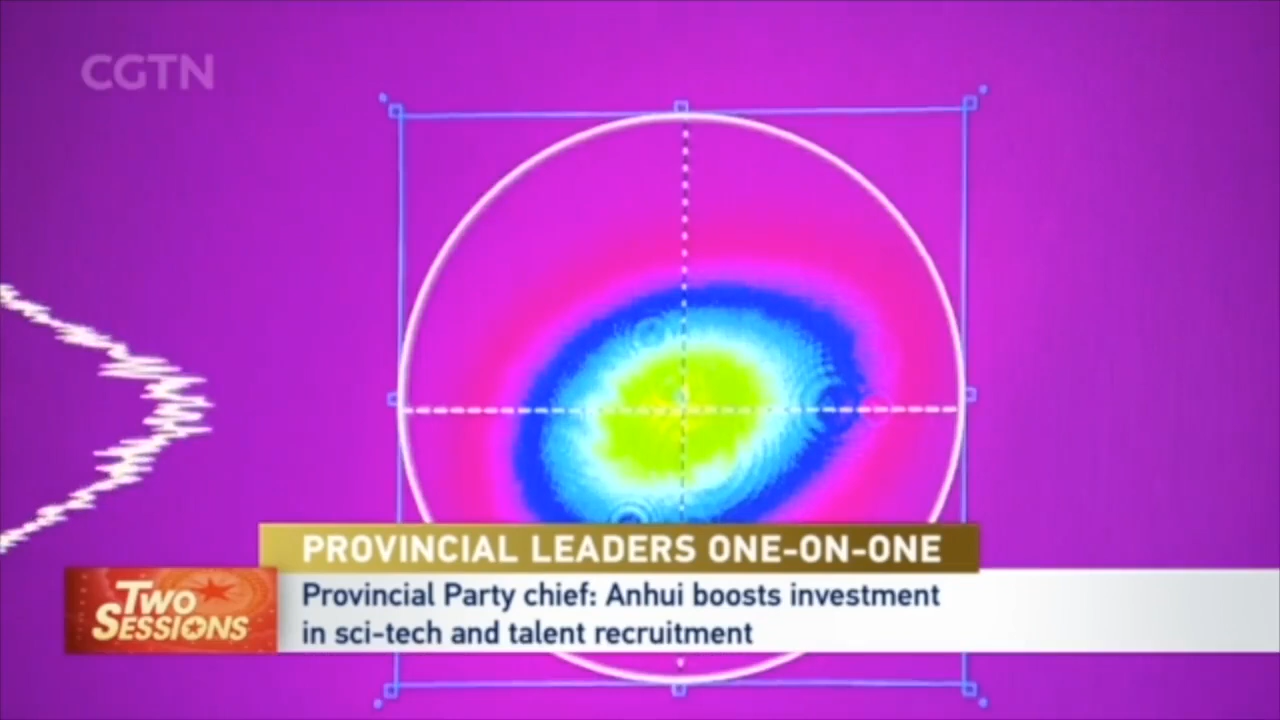 CGTN
PROVINCIAL LEADERS ONE-ON-ONE
TWO
SESSIONS
Provincial Party chief: Anhui boosts investment
in sci-tech and talent recruitment